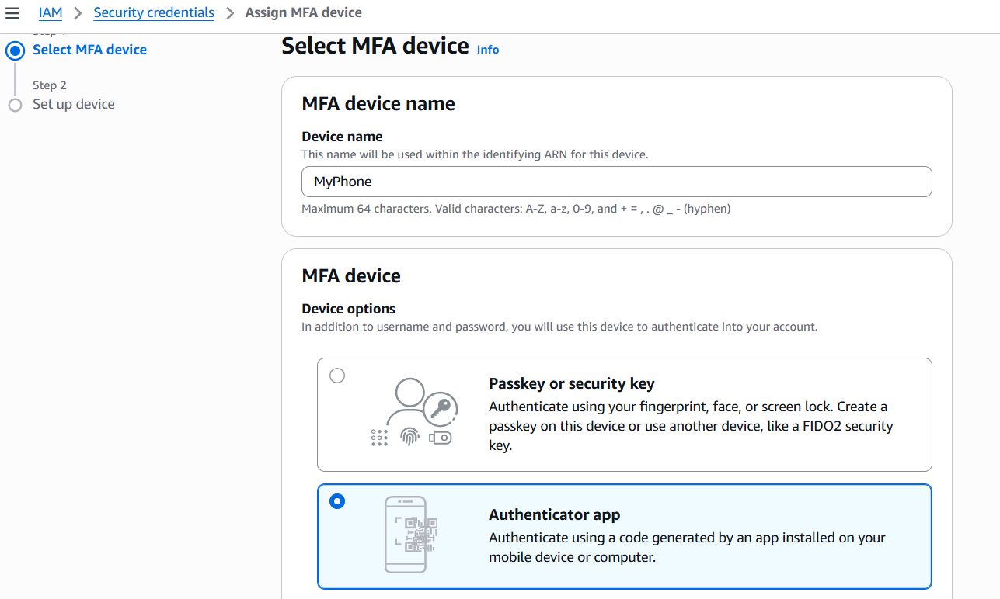 IAM > Security credentials > Assign MFA device
Select MFA device
Step 2
Set up device
Select MFA device Info
MFA device name
Device name
This name will be used within the identifying ARN for this device.
MyPhone
Maximum 64 characters. Valid characters: A-Z, a-z, 0-9, and + = , . @ _ - (hyphen)
MFA device
Device options
In addition to username and password, you will use this device to authenticate into your account.
Passkey or security key
Authenticate using your fingerprint, face, or screen lock. Create a
passkey on this device or use another device, like a FIDO2 security
key.
Authenticator app
Authenticate using a code generated by an app installed on your
mobile device or computer.